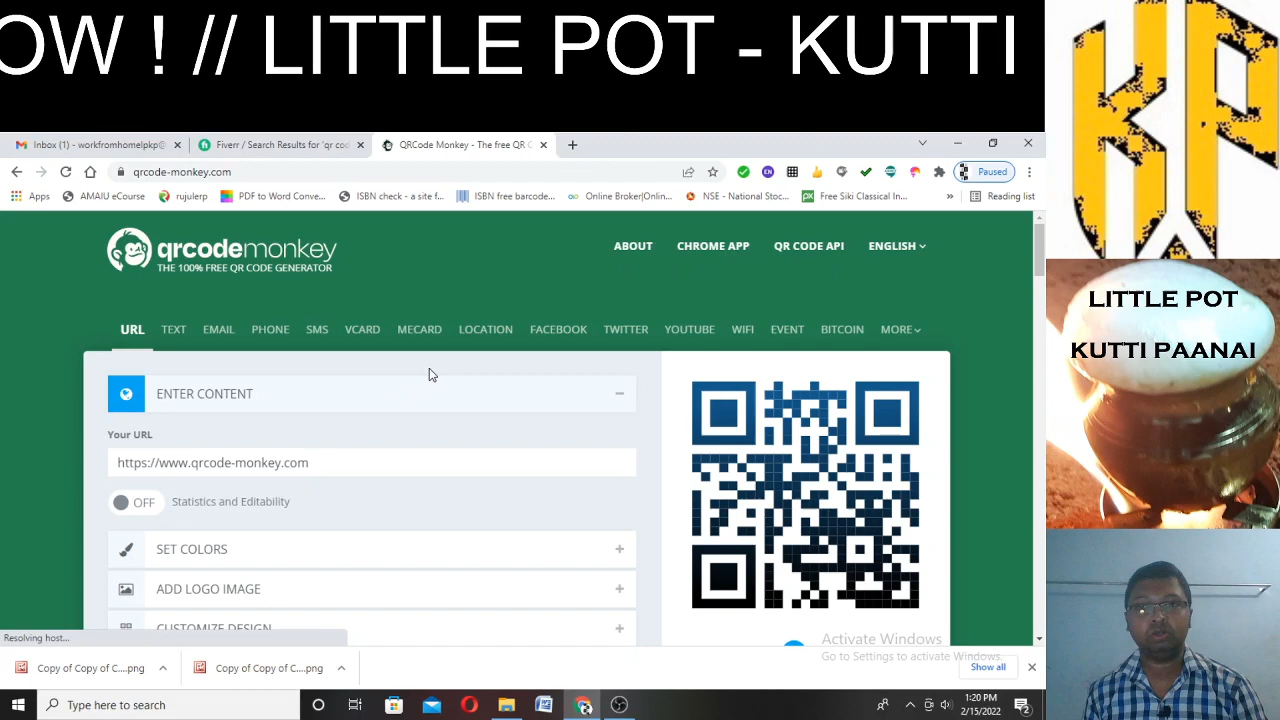 OW ! // LITTLE POT - KUTTI
LITTLE POT
KUTTI PAANAI
Inbox (1) - workfromhomelpkp@
Fiverr / Search Results for 'qr cod
QRCode Monkey - The free QR C
qrcode-monkey.com
Paused
Apps
AMAIU eCourse
rujulerp
PDF to Word Conve...
ISBN check - a site f...
ISBN free barcode...
Online Broker|Onlin...
NSE - National Stoc...
Free Siki Classical In...
»
Reading list
qrcodemonkey
THE 100% FREE QR CODE GENERATOR
ABOUT
CHROME APP
QR CODE API
ENGLISH
URL
TEXT
EMAIL
PHONE
SMS
VCARD
MECARD
LOCATION
FACEBOOK
TWITTER
YOUTUBE
WIFI
EVENT
BITCOIN
MORE
ENTER CONTENT
Your URL
https://www.qrcode-monkey.com
OFF
Statistics and Editability
SET COLORS
ADD LOGO IMAGE
CUSTOMIZE DESIGN
Resolving host...
Activate Windows
Go to Settings to activate Windows.
Copy of Copy of C....png
Copy of Copy of C....png
Show all
Type here to search
1:20 PM
2/15/2022
2